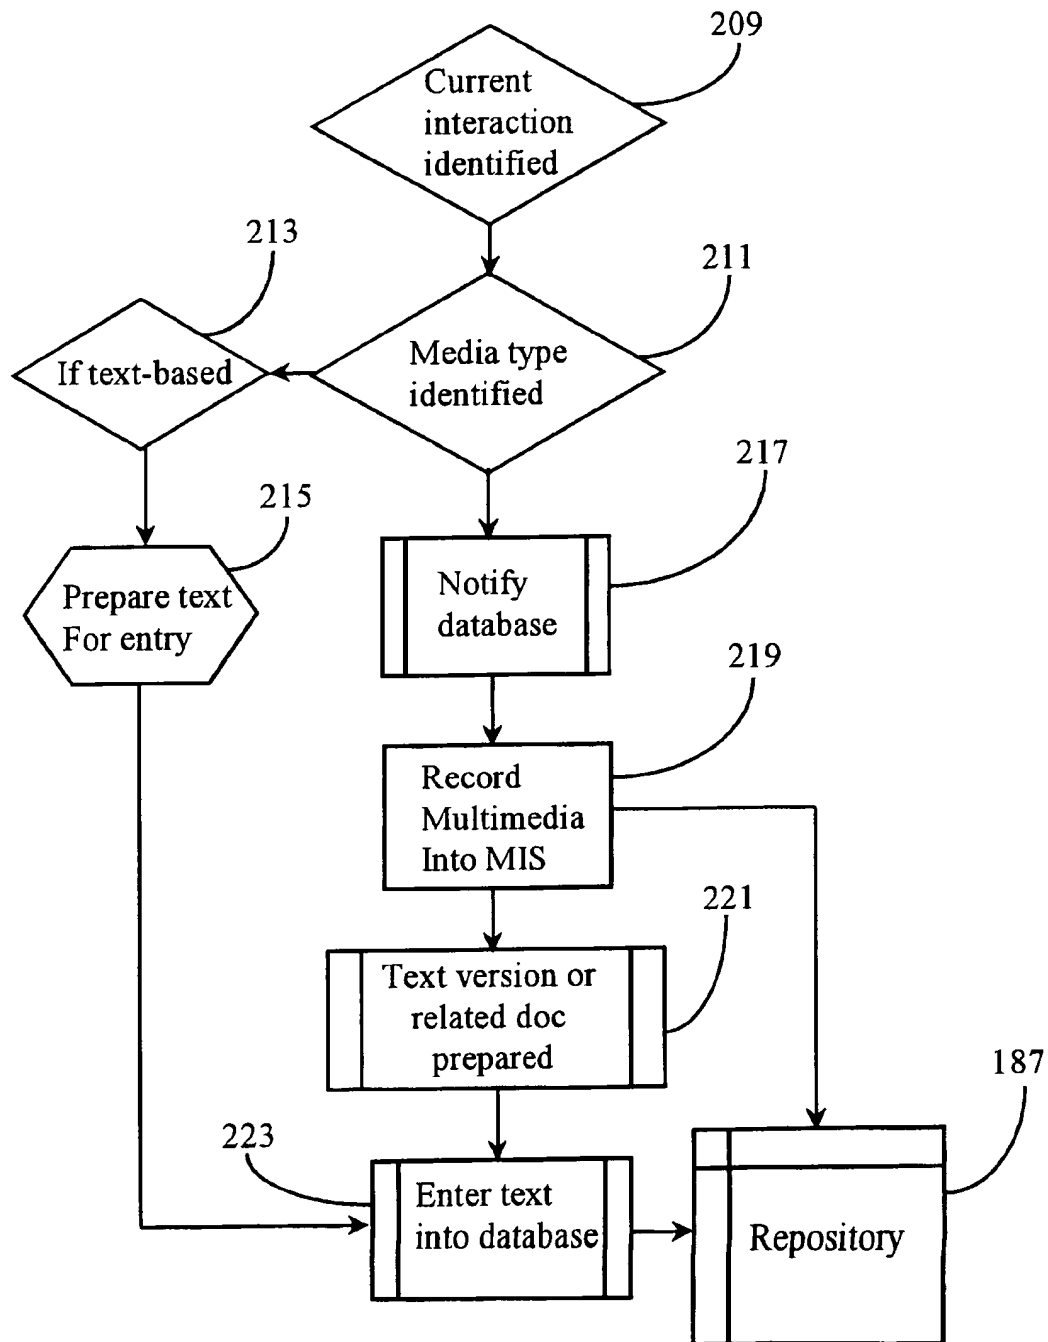 209
Current
interaction
identified
213
211
If text-based
Media type
identified
217
215
Prepare text
For entry
Notify
database
219
Record
Multimedia
Into MIS
221
Text version or
related doc
prepared
187
223
Enter text
into database
Repository